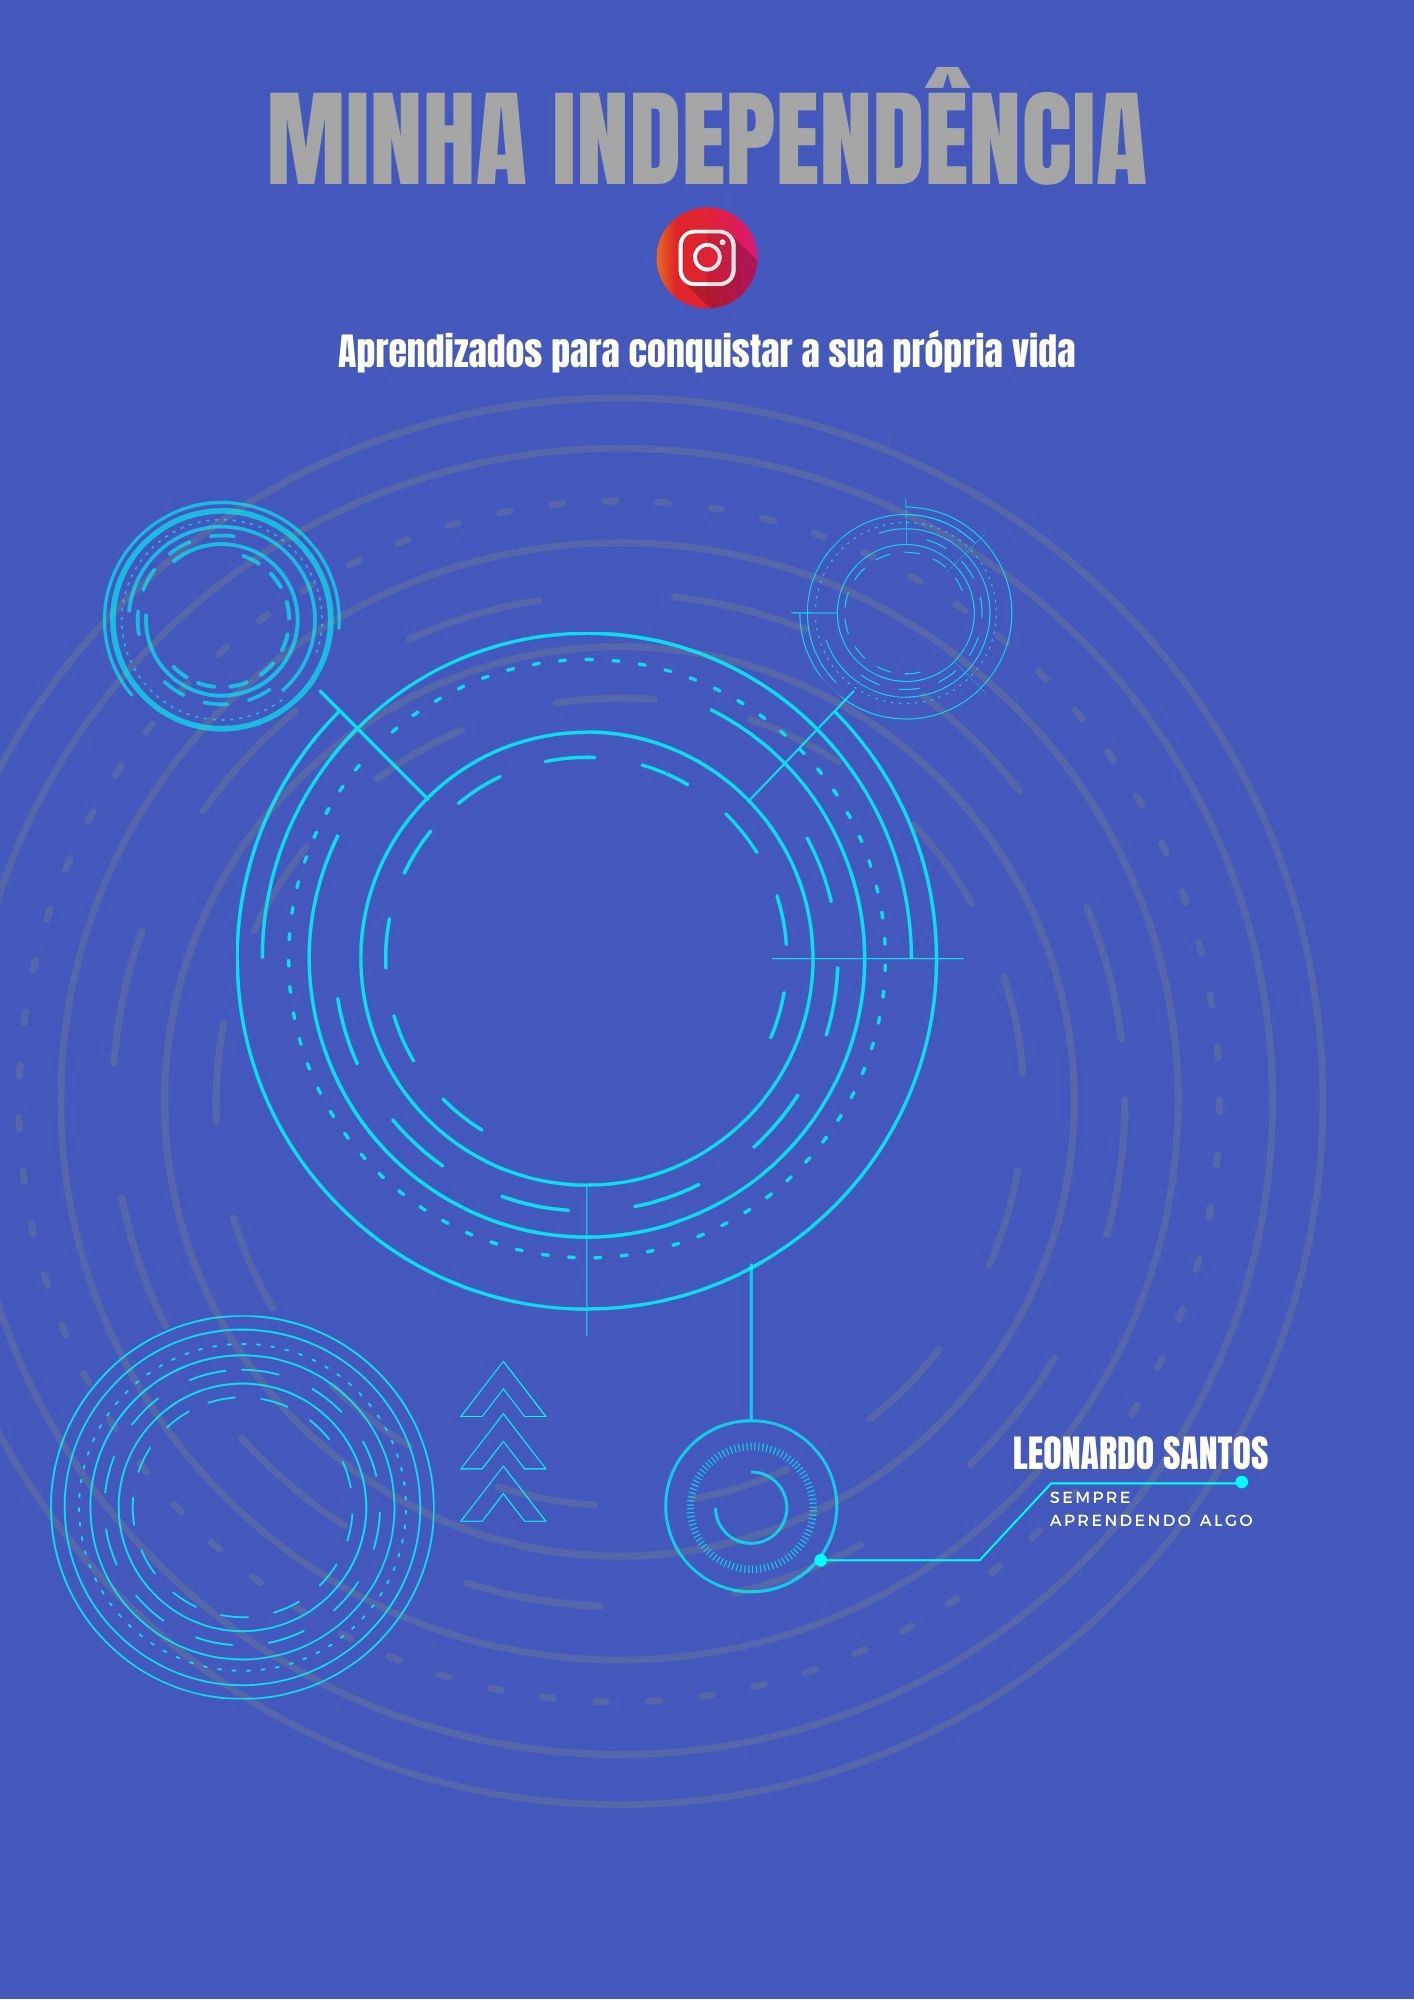 MINHA INDEPENDÊNCIA
Aprendizados para conquistar a sua própria vida
LEONARDO SANTOS
SEMPRE
APRENDENDO ALGO